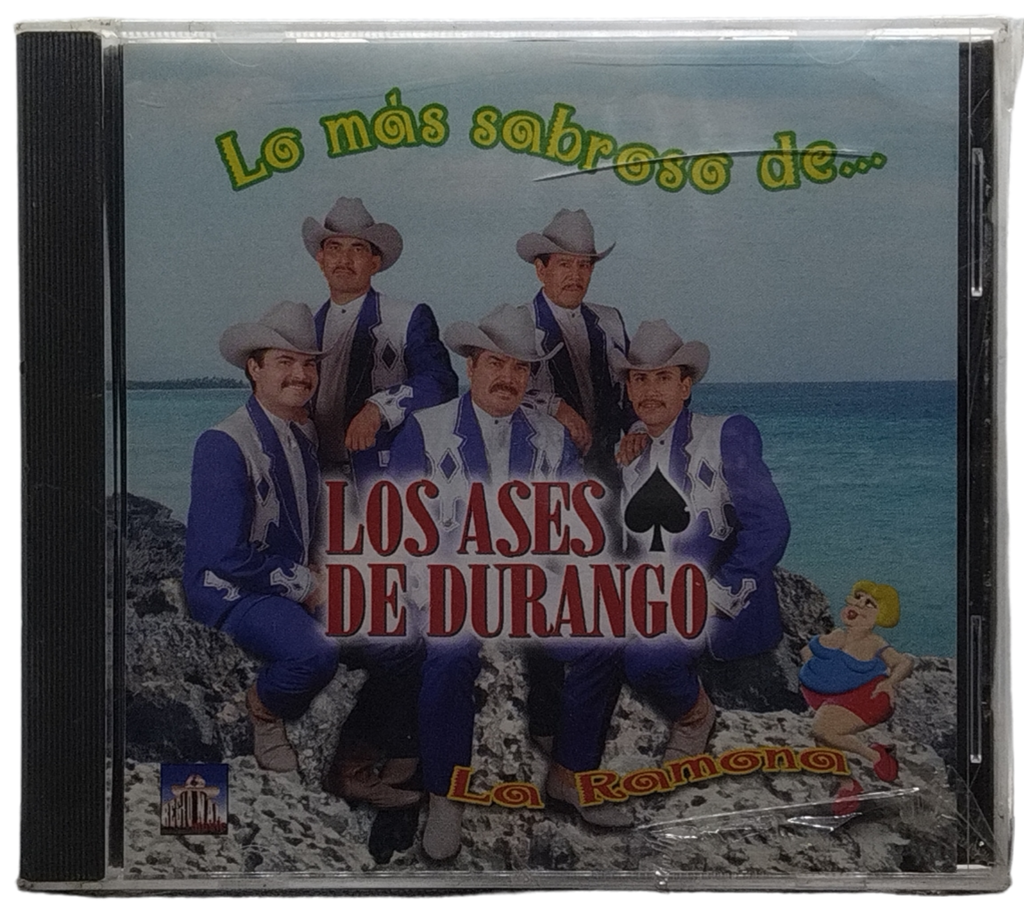 Lo más sabroso de...
LOS ASES
DE DURANGO
La Ramona